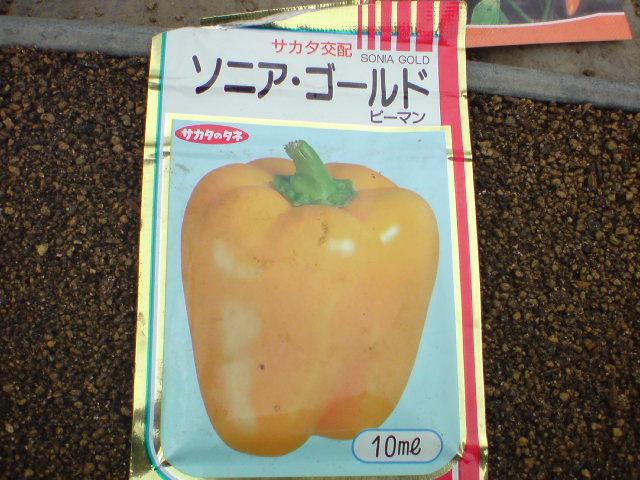 サカタ交配
SONIA GOLD
ソニア・ゴールド
ピーマン
サカタのタネ
10mℓ